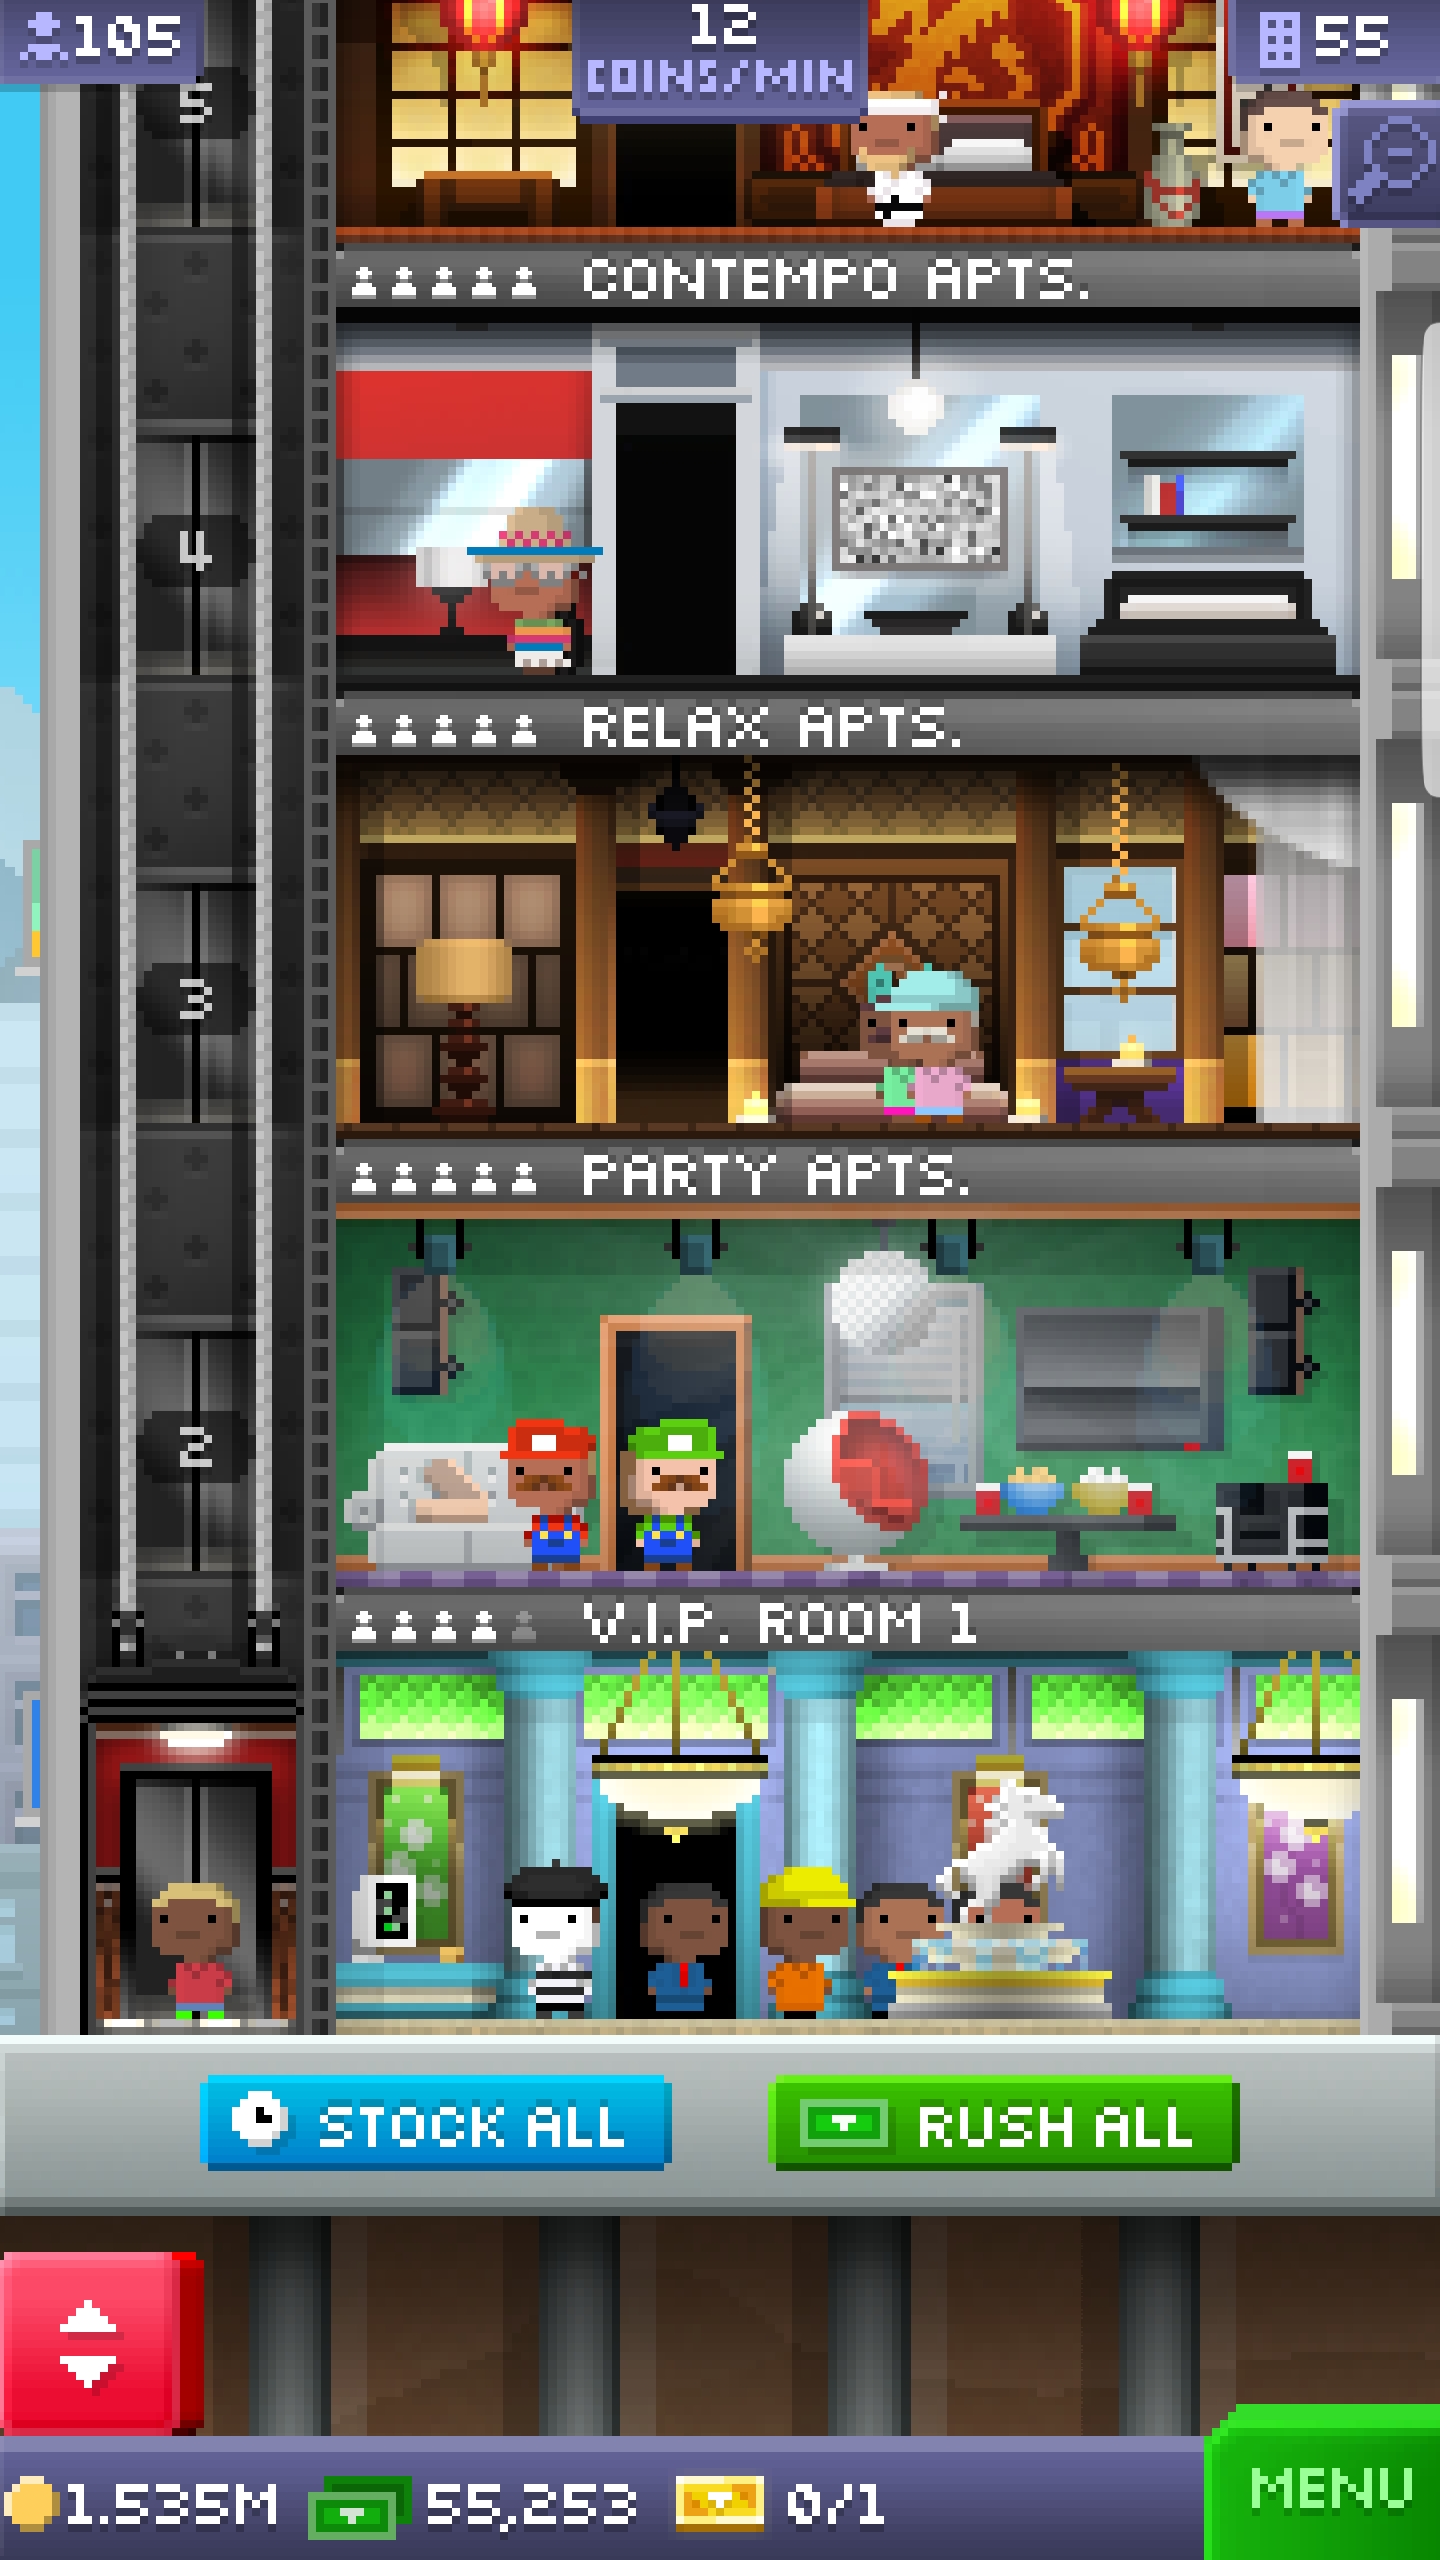 105
12
COINS/MIN
55
5
CONTEMPO APTS.
4
RELAX APTS.
3
PARTY APTS.
2
V.I.P. ROOM 1
STOCK ALL
RUSH ALL
1.535M 55,253 0/1
MENU